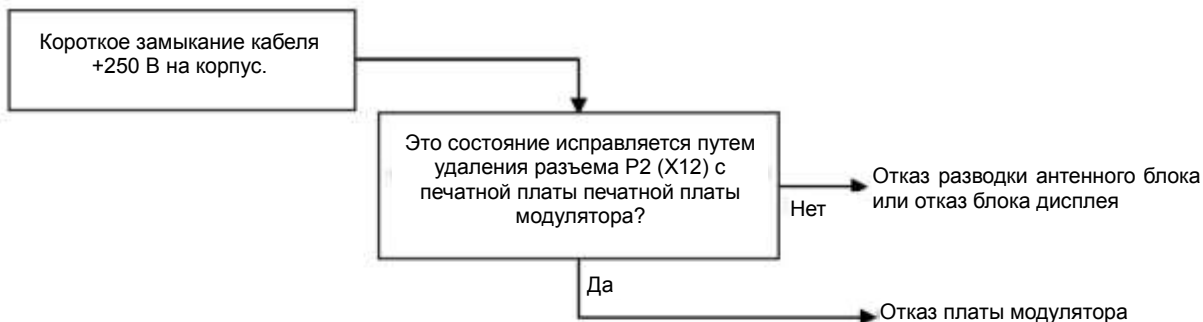 Короткое замыкание кабеля
+250 В на корпус.
Это состояние исправляется путем
удаления разъема P2 (X12) с
печатной платы печатной платы
модулятора?
Отказ разводки антенного блока
или отказ блока дисплея
Нет
Да
Отказ платы модулятора